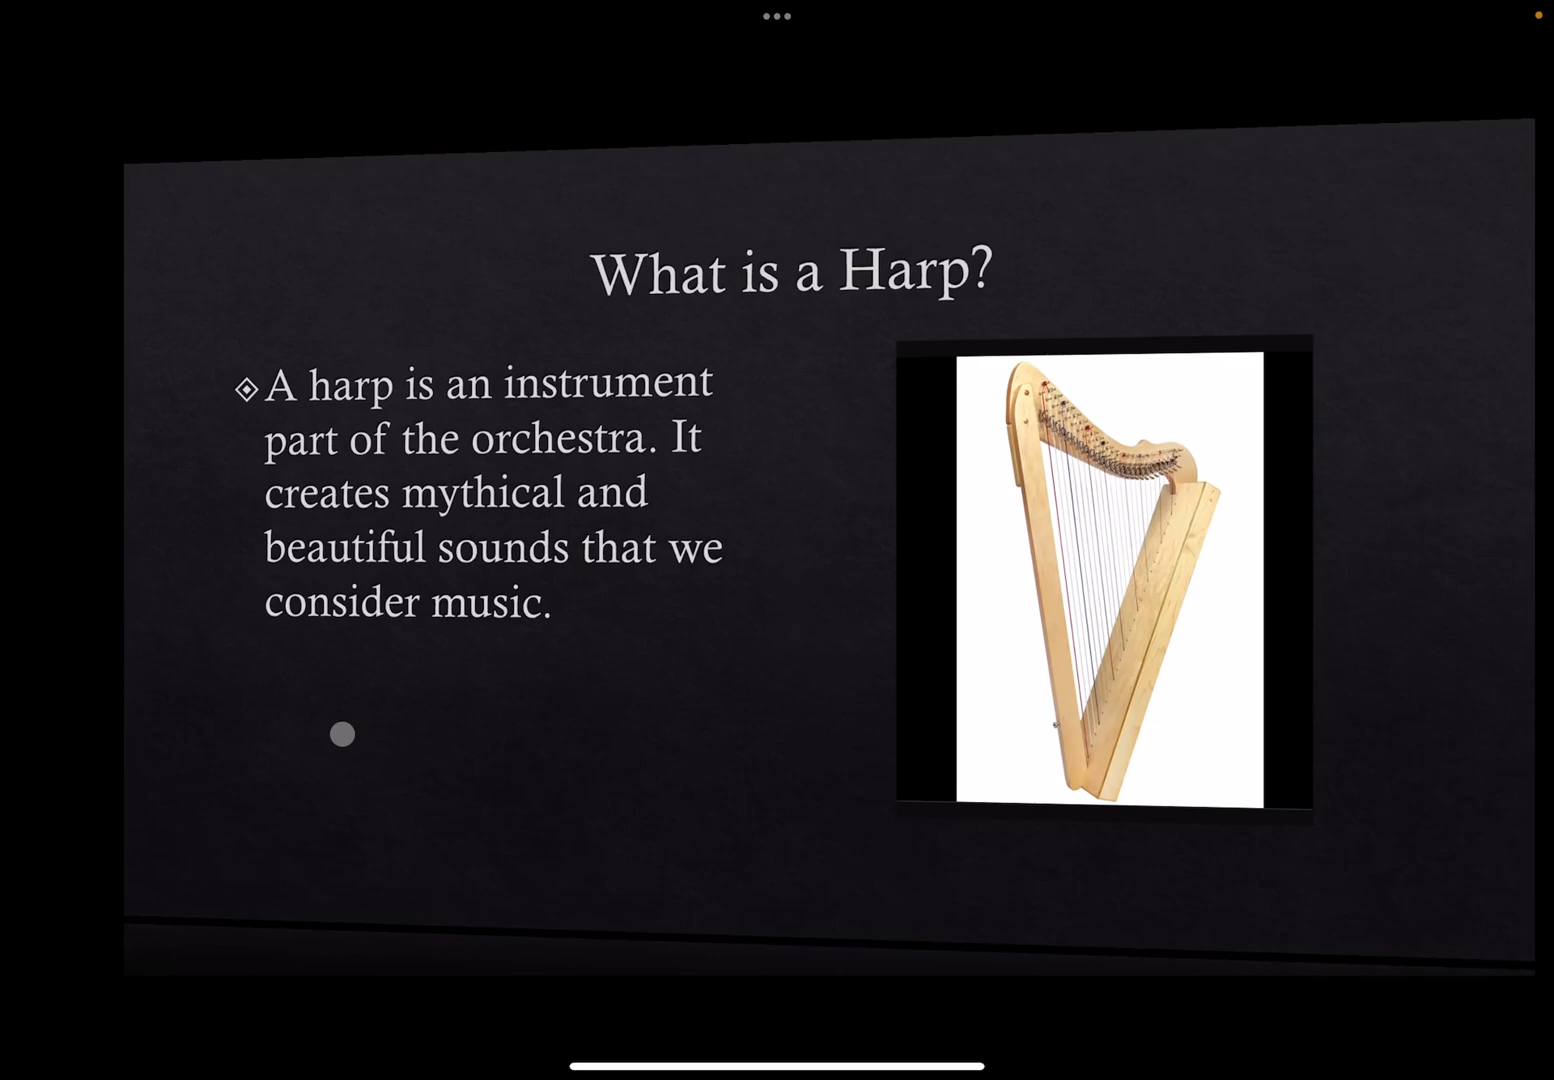 What is a Harp?
A harp is an instrument
part of the orchestra. It
creates mythical and
beautiful sounds that we
consider music.